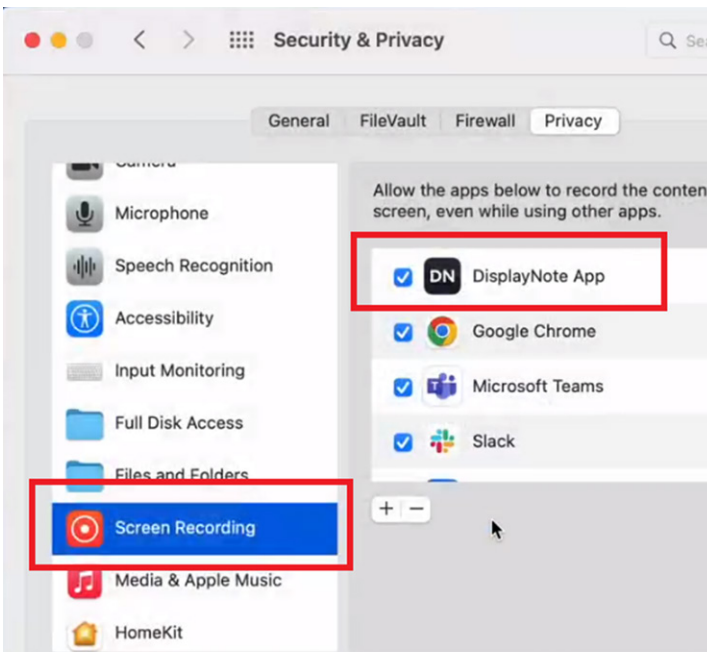 Security & Privacy
General FileVault Firewall Privacy
Camera
Microphone
Speech Recognition
Accessibility
Input Monitoring
Full Disk Access
Files and Folders
Screen Recording
Media & Apple Music
HomeKit
Allow the apps below to record the conten
screen, even while using other apps.
DN DisplayNote App
Google Chrome
Microsoft Teams
Slack
+ −